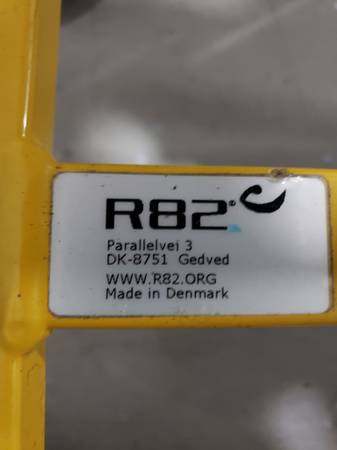 R82®
Parallelvej 3
DK-8751 Gedved
WWW.R82.ORG
Made in Denmark